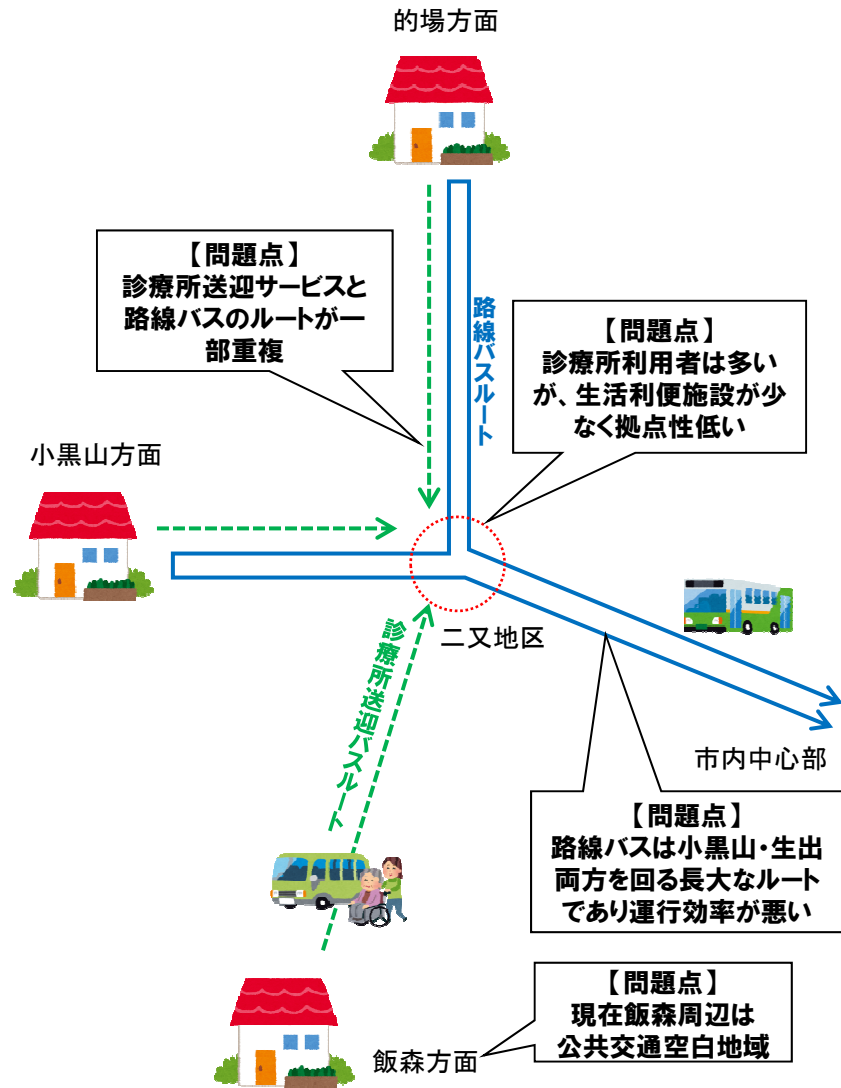 的場方面
【問題点】
診療所送迎サービスと
路線バスのルートが一
部重複
路線バスルート
【問題点】
診療所利用者は多い
が、生活利便施設が少
なく拠点性低い
小黒山方面
二又地区
診療所送迎バスルート
市内中心部
【問題点】
路線バスは小黒山・生出
両方を回る長大なルート
であり運行効率が悪い
【問題点】
現在飯森周辺は
公共交通空白地域
飯森方面